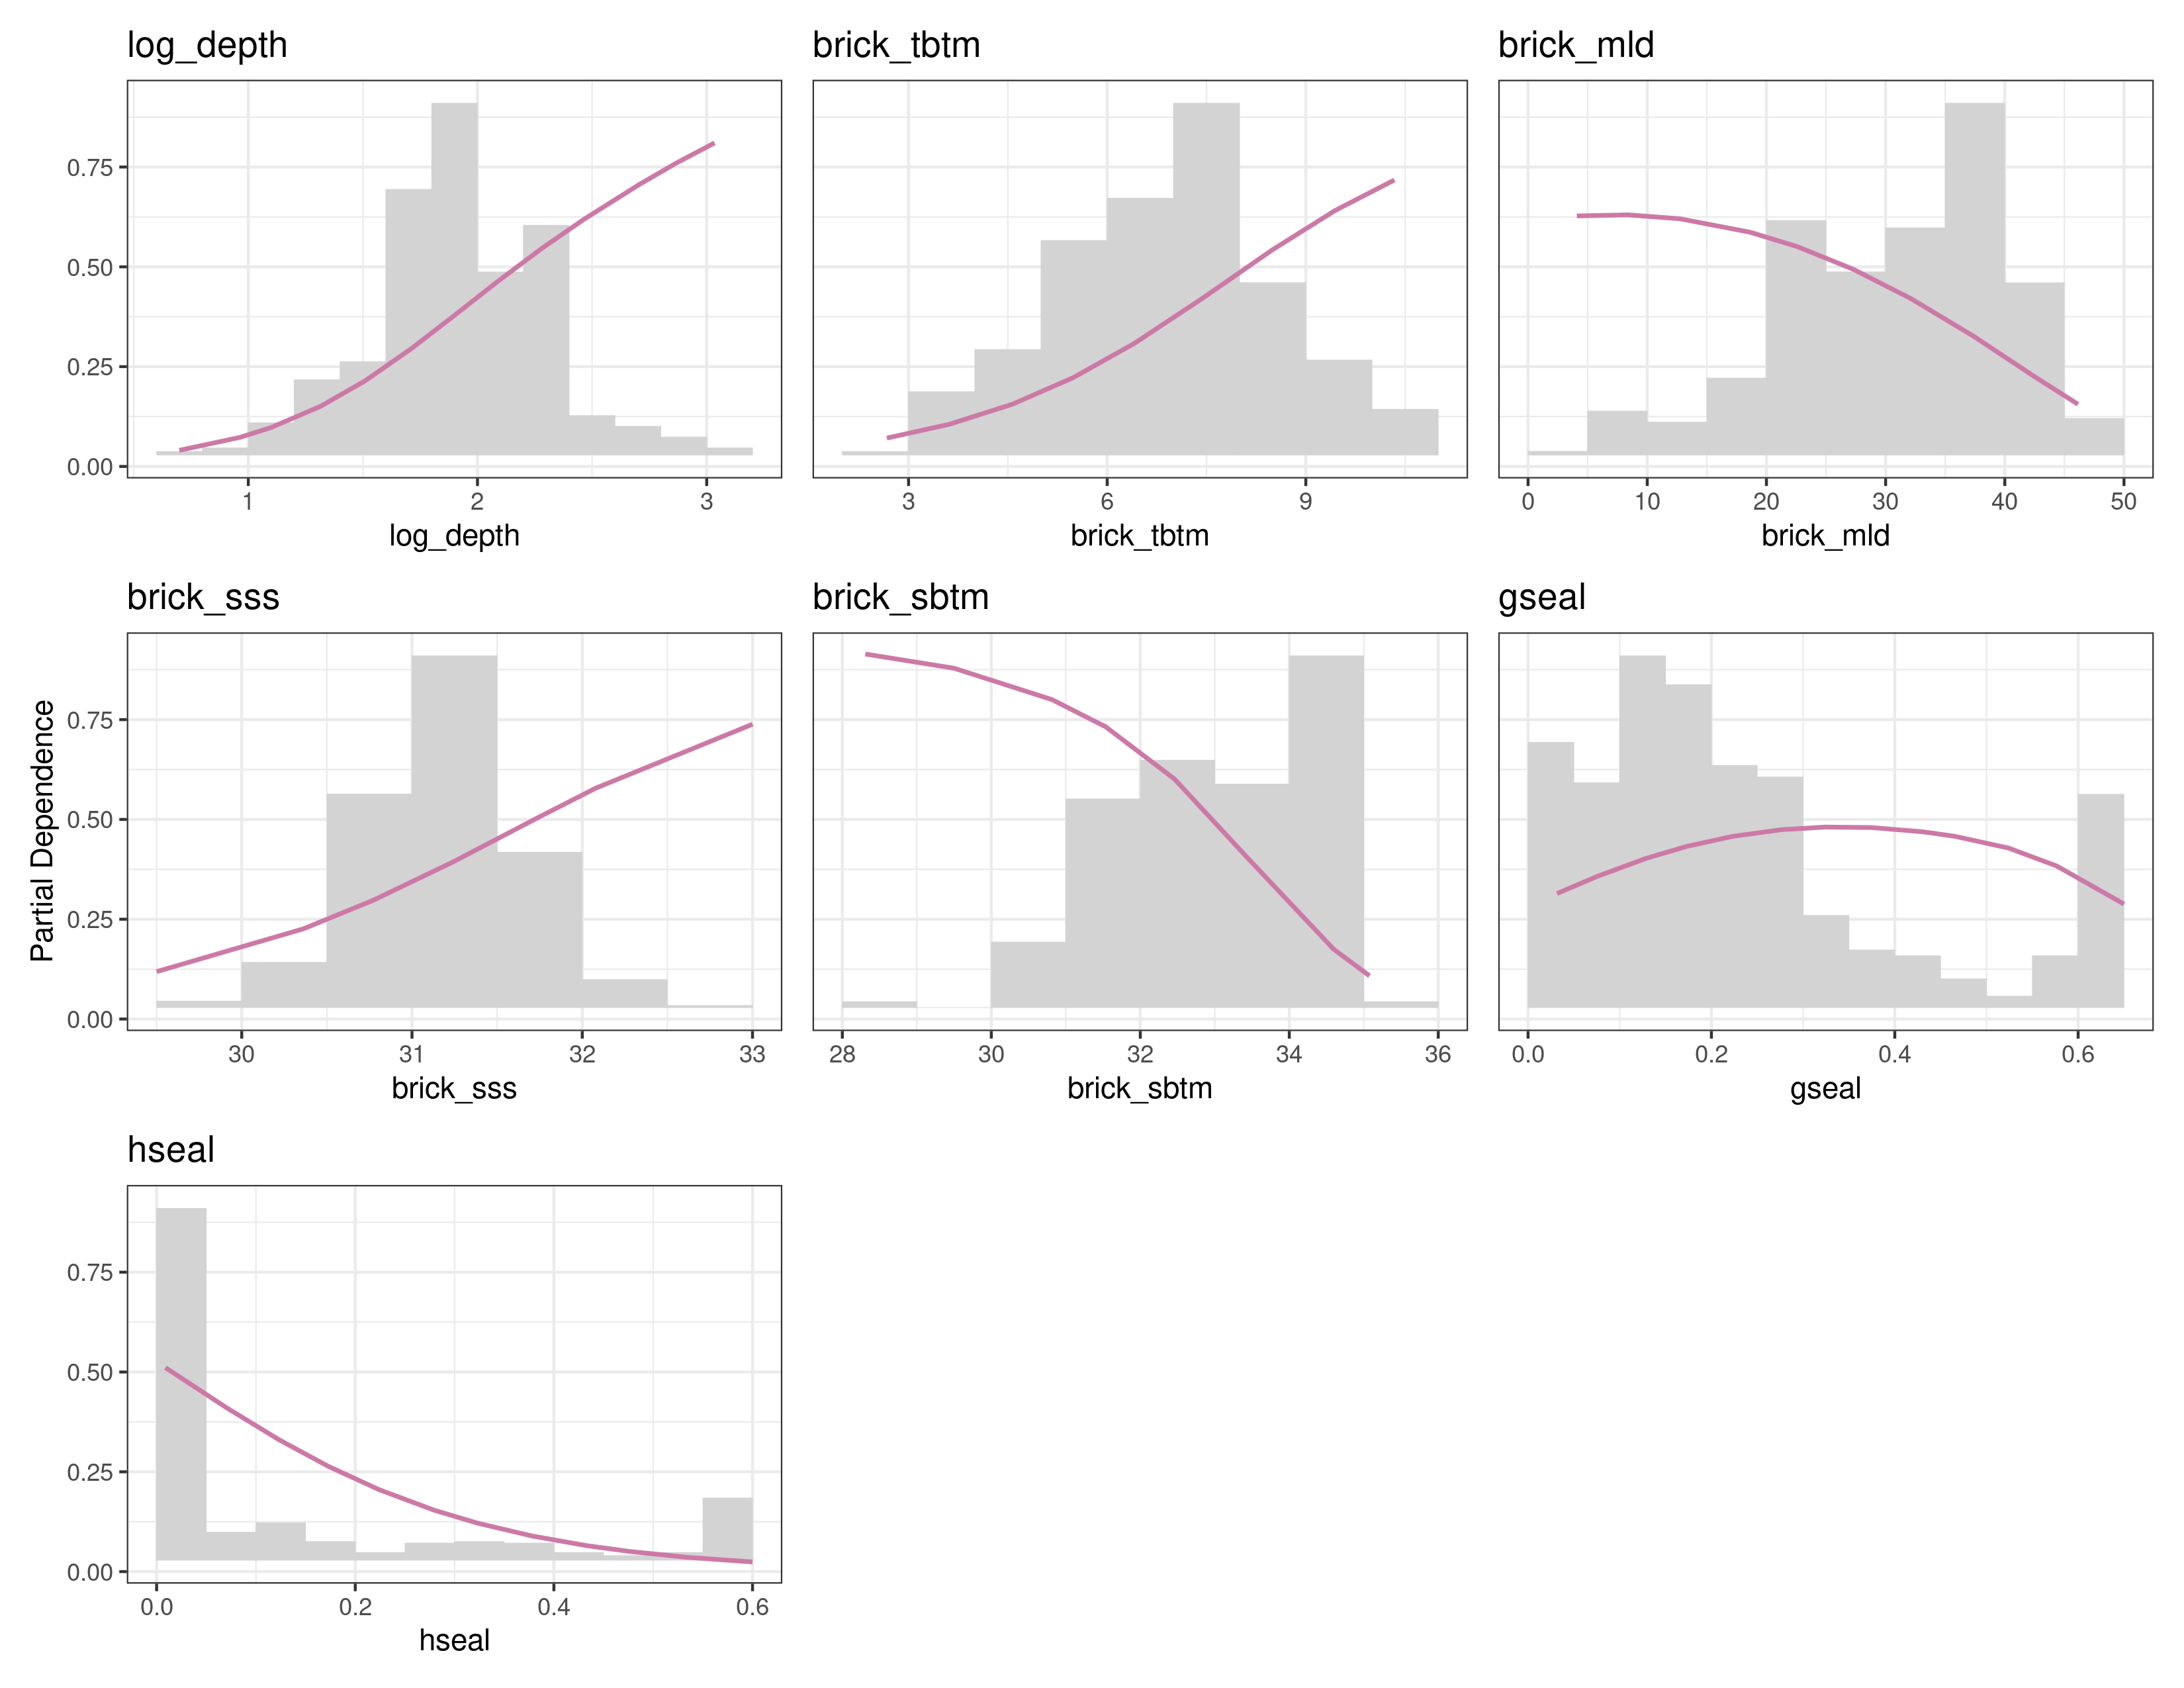 log_depth
brick_tbtm
brick_mld
0.75
0.50
0.25
0.00
1 2 3
3 6 9
0 10 20 30 40 50
log_depth
brick_tbtm
brick_mld
brick_sss
brick_sbtm
gseal
Partial Dependence
0.75
0.50
0.25
0.00
30 31 32 33
28 30 32 34 36
0.0 0.2 0.4 0.6
brick_sss
brick_sbtm
gseal
hseal
0.75
0.50
0.25
0.00
0.0 0.2 0.4 0.6
hseal